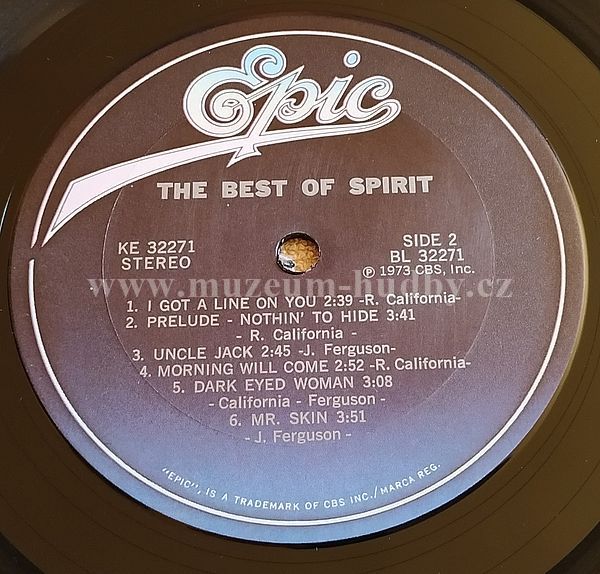 Epic
THE BEST OF SPIRIT
KE 32271
STEREO
SIDE 2
BL 32271
℗ 1973 CBS, Inc.
www.muzeum-hudby.cz
1. I GOT A LINE ON YOU 2:39 -R. California-
2. PRELUDE - NOTHIN' TO HIDE 3:41
- R. California -
3. UNCLE JACK 2:45 -J. Ferguson-
4. MORNING WILL COME 2:52 -R. California-
5. DARK EYED WOMAN 3:08
- California - Ferguson -
6. MR. SKIN 3:51
- J. Ferguson -
"EPIC", IS A TRADEMARK OF CBS INC./MARCA REG.